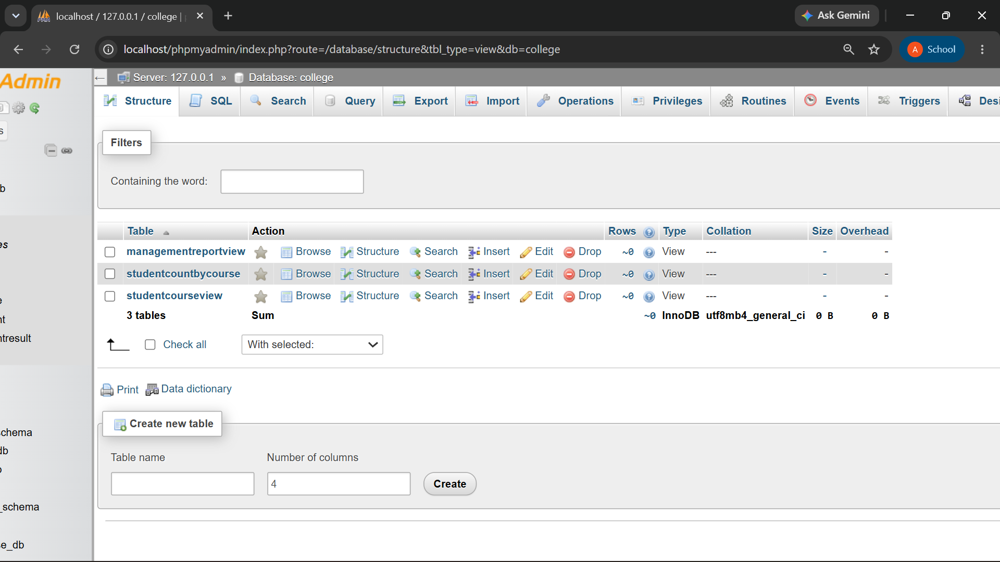 localhost / 127.0.0.1 / college |
Ask Gemini
localhost/phpmyadmin/index.php?route=/database/structure&tbl_type=view&db=college
A School
Admin
Server: 127.0.0.1 » Database: college
Structure SQL Search Query Export Import Operations Privileges Routines Events Triggers Desi
s
Filters
Containing the word:
b
es
e
nt
ntresult
Table Action Rows Type Collation Size Overhead
managementreportview Browse Structure Search Insert Edit Drop ~0 View --- - -
studentcountbycourse Browse Structure Search Insert Edit Drop ~0 View --- - -
studentcourseview Browse Structure Search Insert Edit Drop ~0 View --- - -
3 tables Sum ~0 InnoDB utf8mb4_general_ci 0 B 0 B
Check all With selected:
Print Data dictionary
Create new table
chema
db
Table name Number of columns
4 Create
_schema
se_db